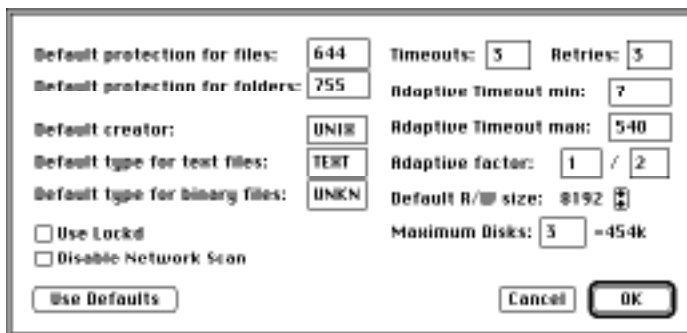 Default protection for files: 644
Default protection for folders: 755
Default creator: UNIX
Default type for text files: TEXT
Default type for binary files: UNKN
Use Lockd
Disable Network Scan
Use Defaults
Timeouts: 3 Retries: 3
Adaptive Timeout min: 7
Adaptive Timeout max: 540
Adaptive factor: 1 / 2
Default R/W size: 8192
Maximum Disks: 3 =454k
Cancel OK